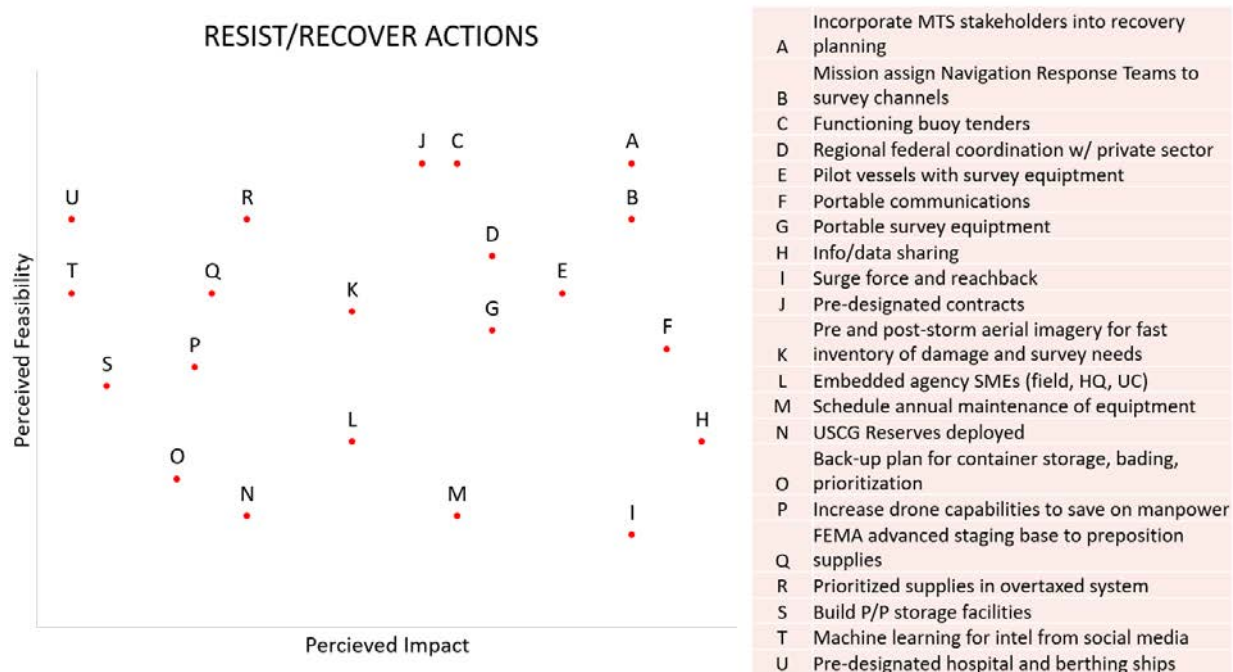 RESIST/RECOVER ACTIONS
J C A
U R B
D
T Q E
K
G
P F
S
L H
O
N M I
Perceived Feasibility
Percieved Impact
Incorporate MTS stakeholders into recovery
A planning
Mission assign Navigation Response Teams to
B survey channels
C Functioning buoy tenders
D Regional federal coordination w/ private sector
E Pilot vessels with survey equiptment
F Portable communications
G Portable survey equiptment
H Info/data sharing
I Surge force and reachback
J Pre-designated contracts
Pre and post-storm aerial imagery for fast
K inventory of damage and survey needs
L Embedded agency SMEs (field, HQ, UC)
M Schedule annual maintenance of equiptment
N USCG Reserves deployed
Back-up plan for container storage, bading,
O prioritization
P Increase drone capabilities to save on manpower
FEMA advanced staging base to preposition
Q supplies
R Prioritized supplies in overtaxed system
S Build P/P storage facilities
T Machine learning for intel from social media
U Pre-designated hospital and berthing ships